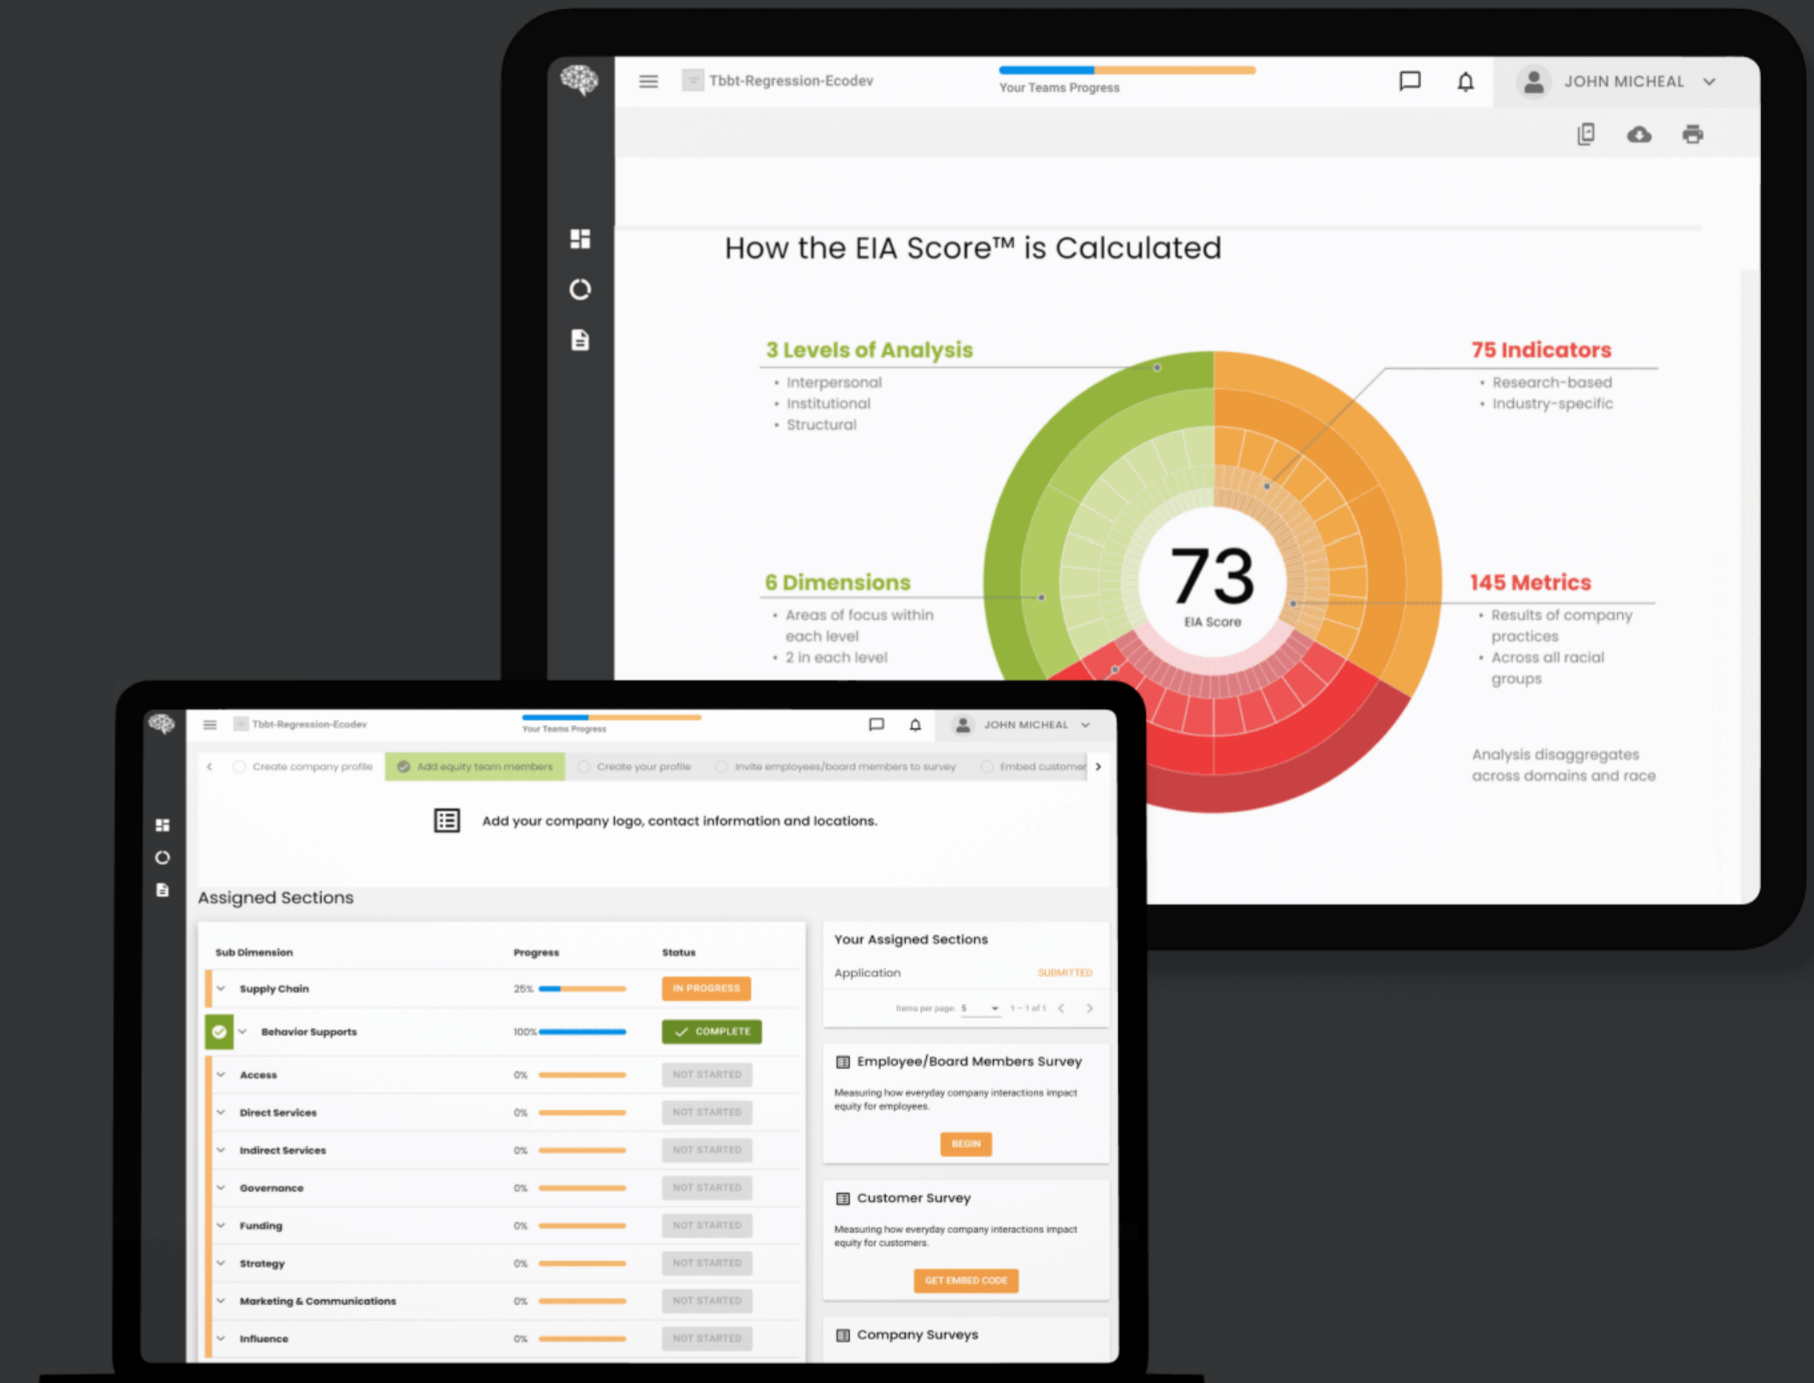 Tbbt-Regression-Ecodev
Your Teams Progress
JOHN MICHEAL
How the EIA Score™ is Calculated
3 Levels of Analysis
• Interpersonal
• Institutional
• Structural
75 Indicators
• Research-based
• Industry-specific
6 Dimensions
• Areas of focus within
each level
• 2 in each level
73
EIA Score
145 Metrics
• Results of company
practices
• Across all racial
groups
Analysis disaggregates
across domains and race
Tbbt-Regression-Ecodev
Your Teams Progress
JOHN MICHEAL
Create company profile
Add equity team members
Create your profile
Invite employees/board members to survey
Embed customer
Add your company logo, contact information and locations.
Assigned Sections
Sub Dimension Progress Status
Supply Chain 25% IN PROGRESS
Behavior Supports 100% COMPLETE
Access 0% NOT STARTED
Direct Services 0% NOT STARTED
Indirect Services 0% NOT STARTED
Governance 0% NOT STARTED
Funding 0% NOT STARTED
Strategy 0% NOT STARTED
Marketing & Communications 0% NOT STARTED
Influence 0% NOT STARTED
Your Assigned Sections
Application SUBMITTED
Items per page: 5 1 – 1 of 1
Employee/Board Members Survey
Measuring how everyday company interactions impact
equity for employees.
BEGIN
Customer Survey
Measuring how everyday company interactions impact
equity for customers.
GET EMBED CODE
Company Surveys